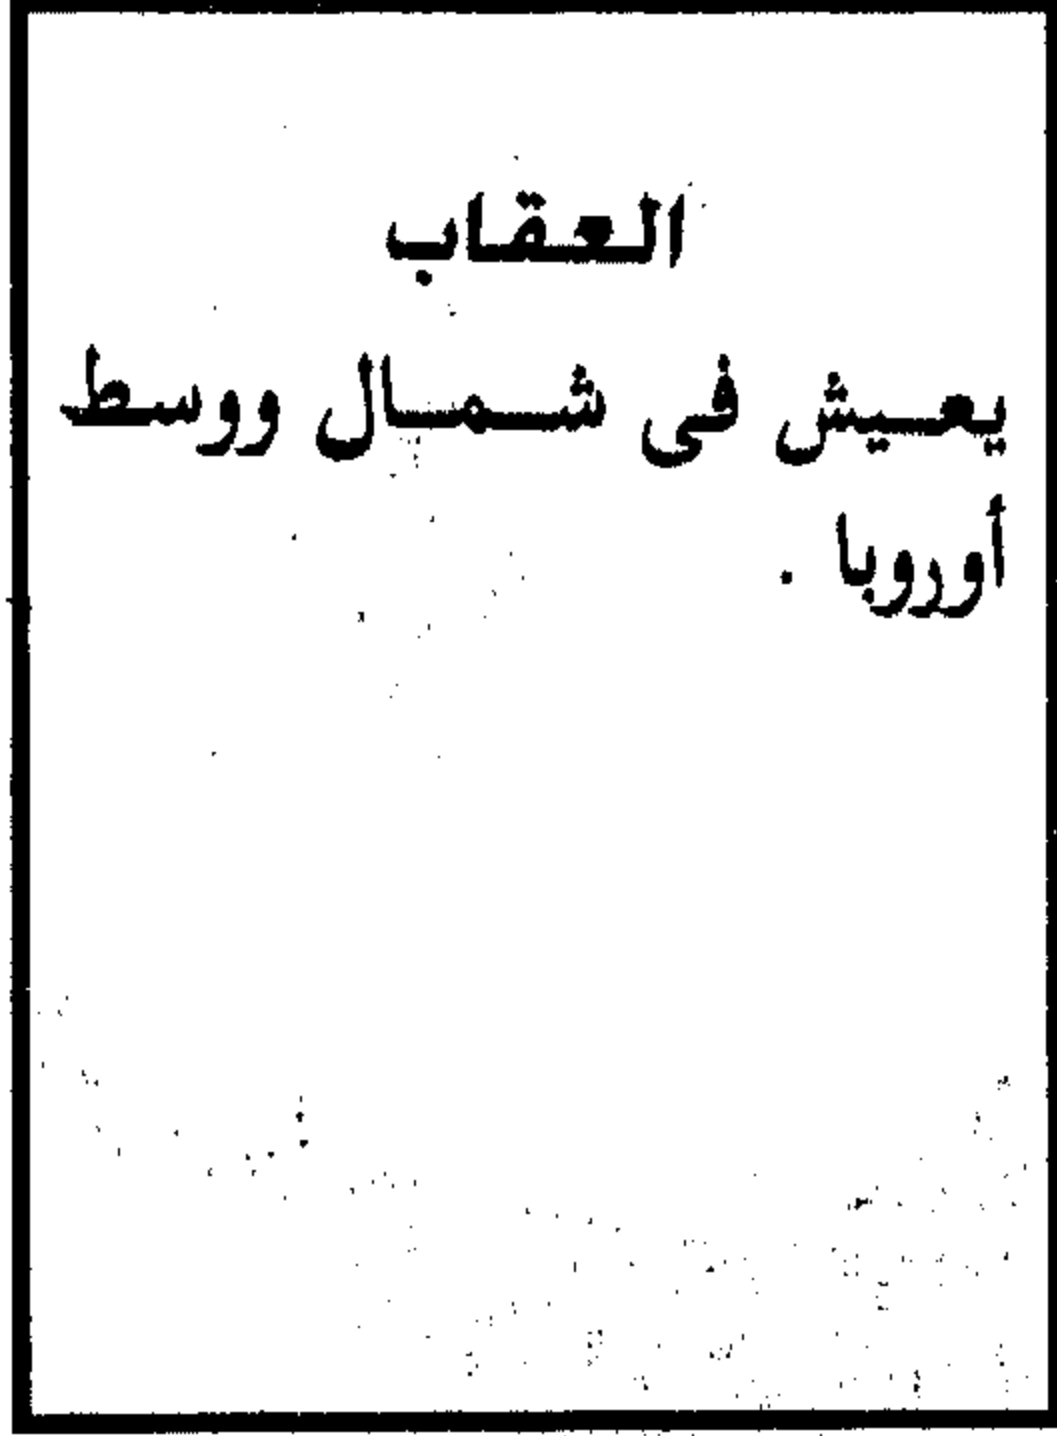 العقاب
يعيش فى شمال ووسط
أوروبا .